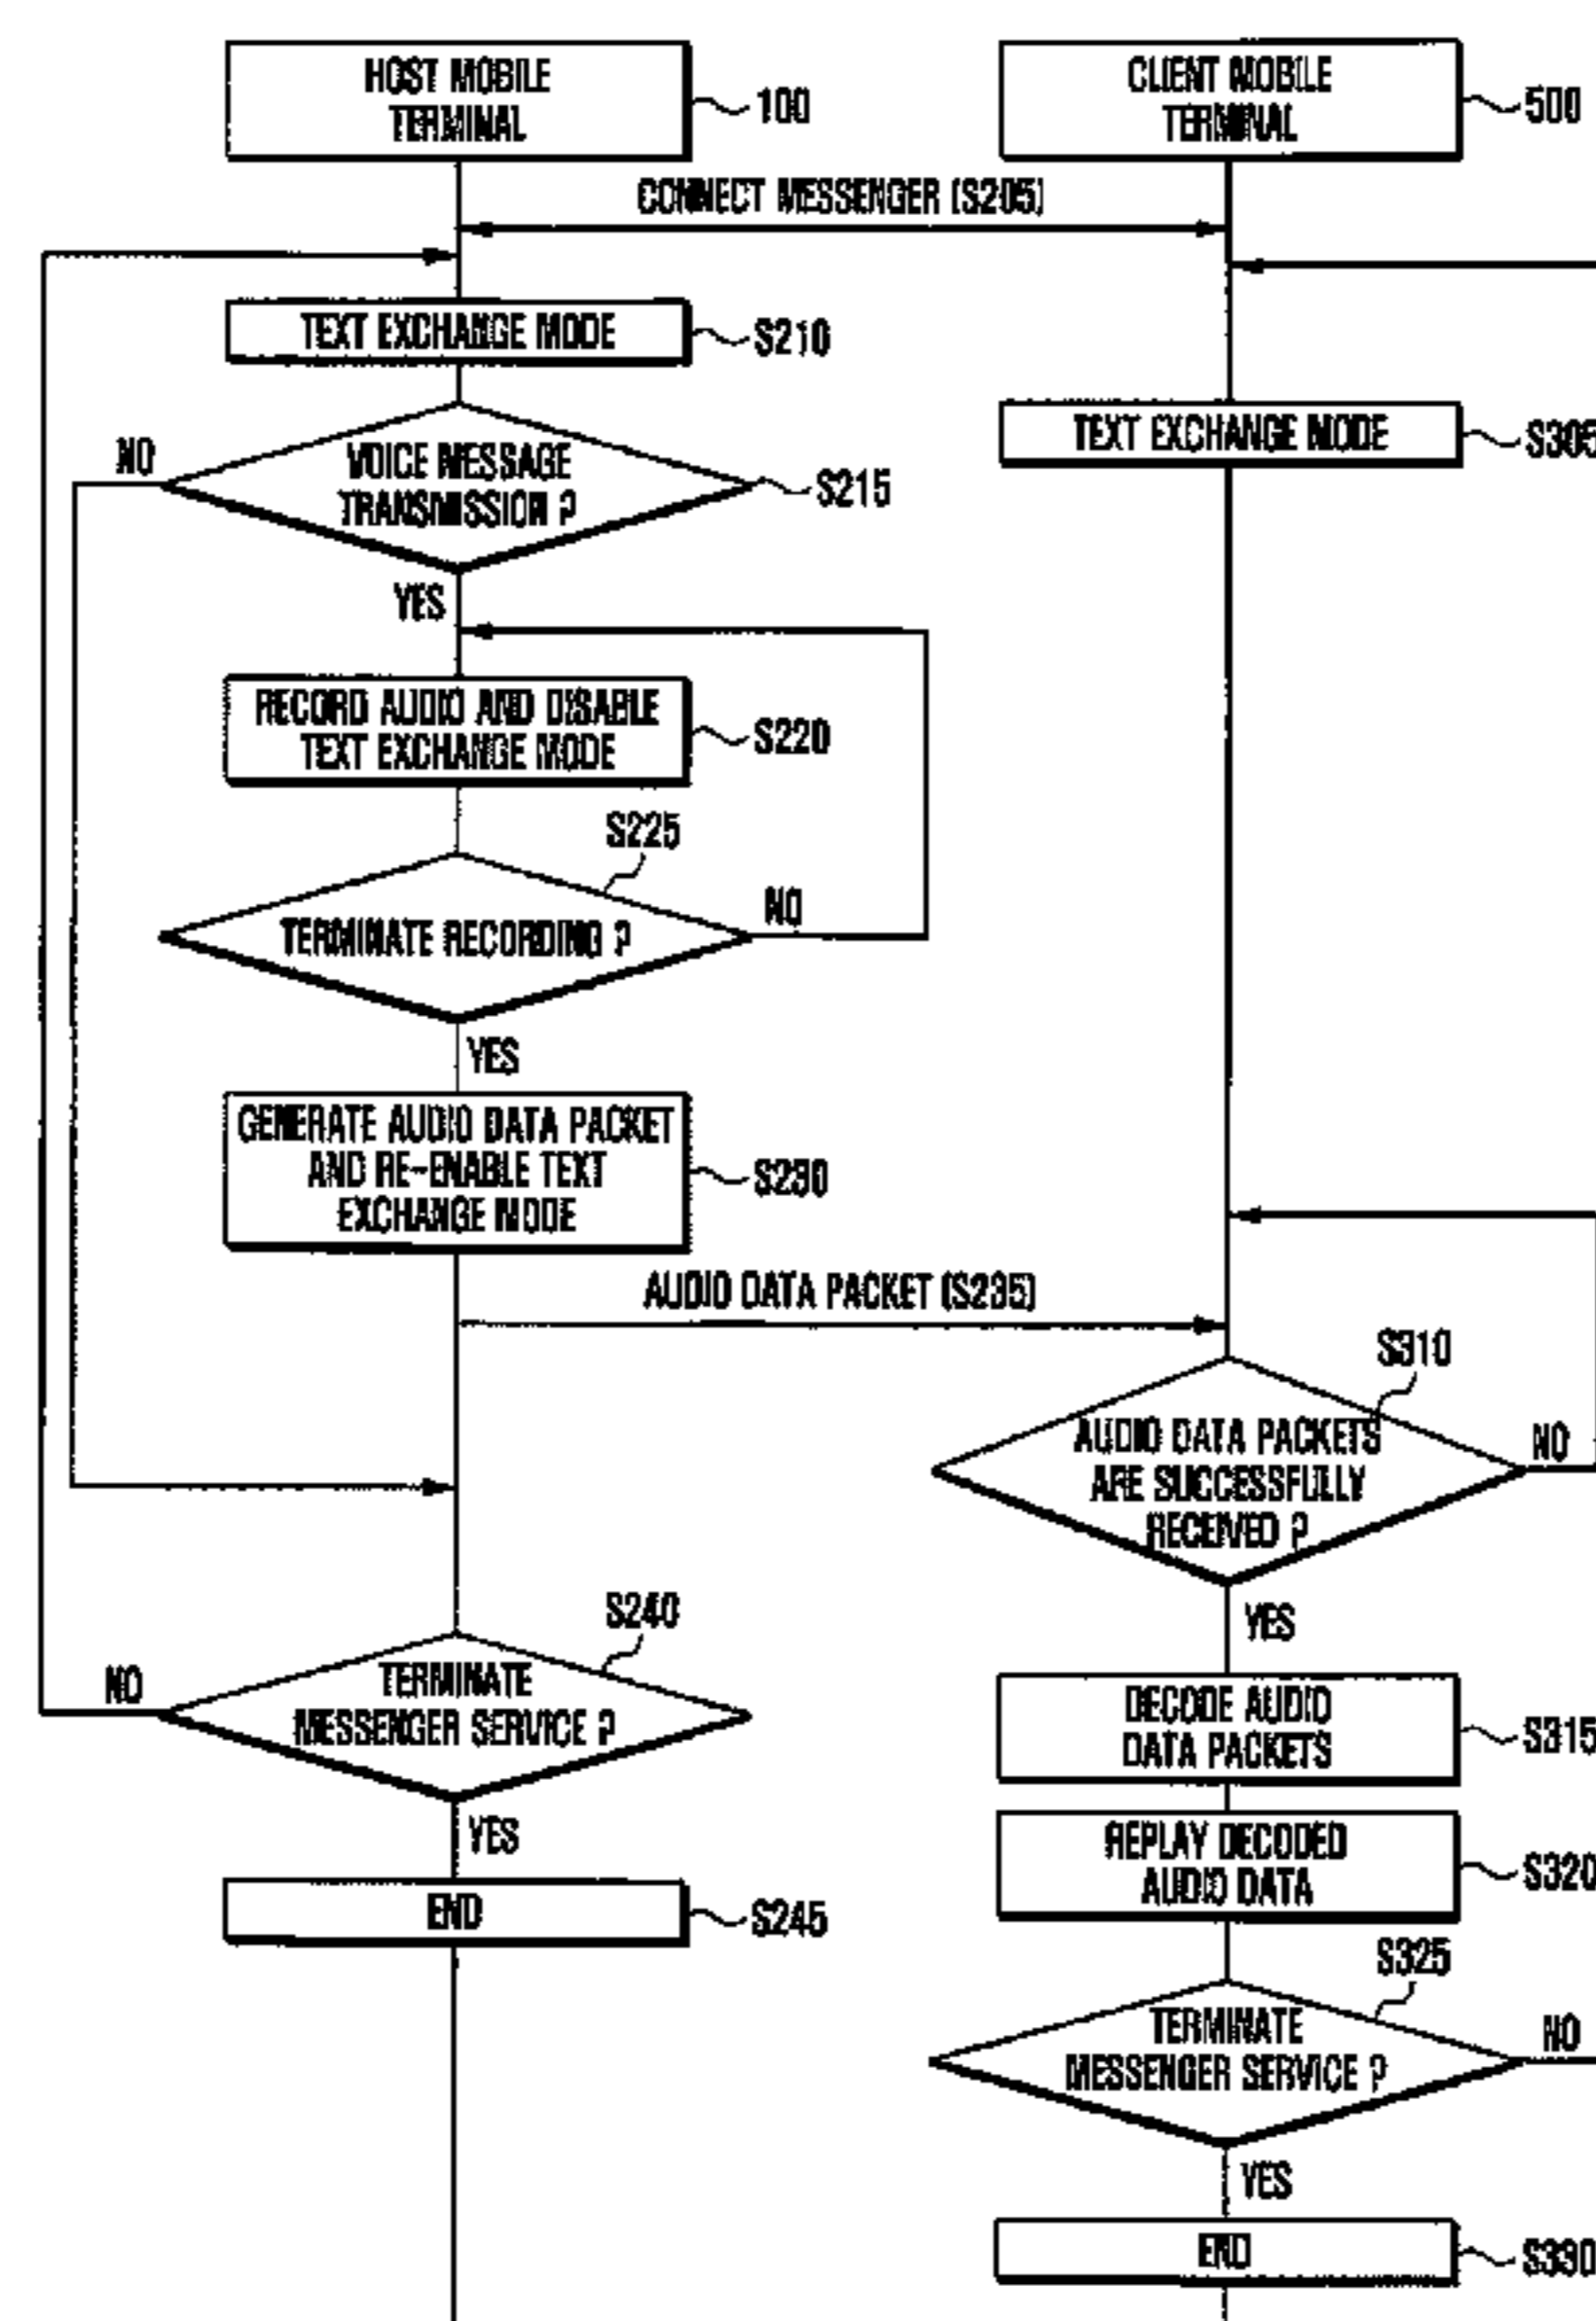 HOST MOBILE
TERMINAL
100
CLIENT MOBILE
TERMINAL
500
CONNECT MESSENGER (S205)
TEXT EXCHANGE MODE
S210
TEXT EXCHANGE MODE
S305
NO
VOICE MESSAGE
TRANSMISSION ?
S215
YES
RECORD AUDIO AND DISABLE
TEXT EXCHANGE MODE
S220
S225
TERMINATE RECORDING ?
NO
YES
GENERATE AUDIO DATA PACKET
AND RE-ENABLE TEXT
EXCHANGE MODE
S230
AUDIO DATA PACKET (S235)
S310
AUDIO DATA PACKETS
ARE SUCCESSFULLY
RECEIVED ?
NO
YES
S240
TERMINATE
MESSENGER SERVICE ?
NO
YES
DECODE AUDIO
DATA PACKETS
S315
REPLAY DECODED
AUDIO DATA
S320
END
S245
S325
TERMINATE
MESSENGER SERVICE ?
NO
YES
END
S330